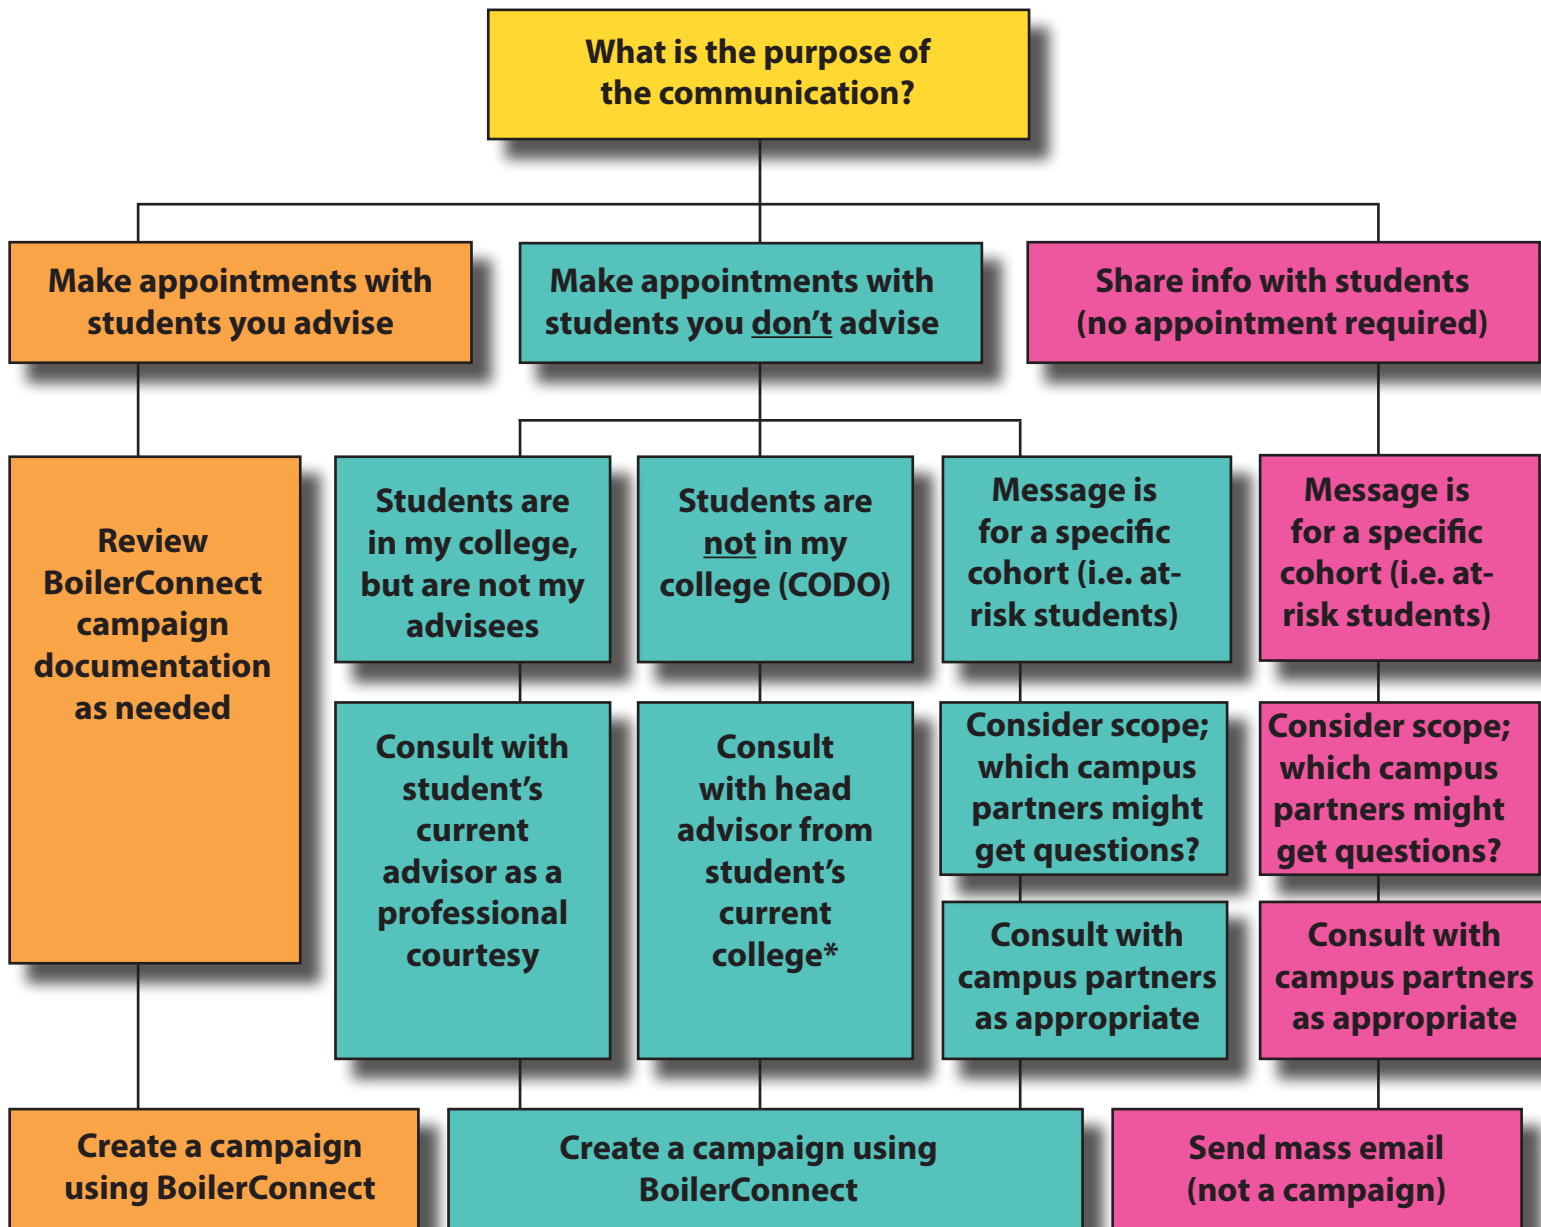 What is the purpose of
the communication?
Make appointments with
students you advise
Make appointments with
students you don't advise
Share info with students
(no appointment required)
Review
BoilerConnect
campaign
documentation
as needed
Students are
in my college,
but are not my
advisees
Students are
not in my
college (CODO)
Message is
for a specific
cohort (i.e. at-
risk students)
Message is
for a specific
cohort (i.e. at-
risk students)
Consult with
student’s
current
advisor as a
professional
courtesy
Consult
with head
advisor from
student’s
current
college*
Consider scope;
which campus
partners might
get questions?
Consider scope;
which campus
partners might
get questions?
Consult with
campus partners
as appropriate
Consult with
campus partners
as appropriate
Create a campaign
using BoilerConnect
Create a campaign using
BoilerConnect
Send mass email
(not a campaign)